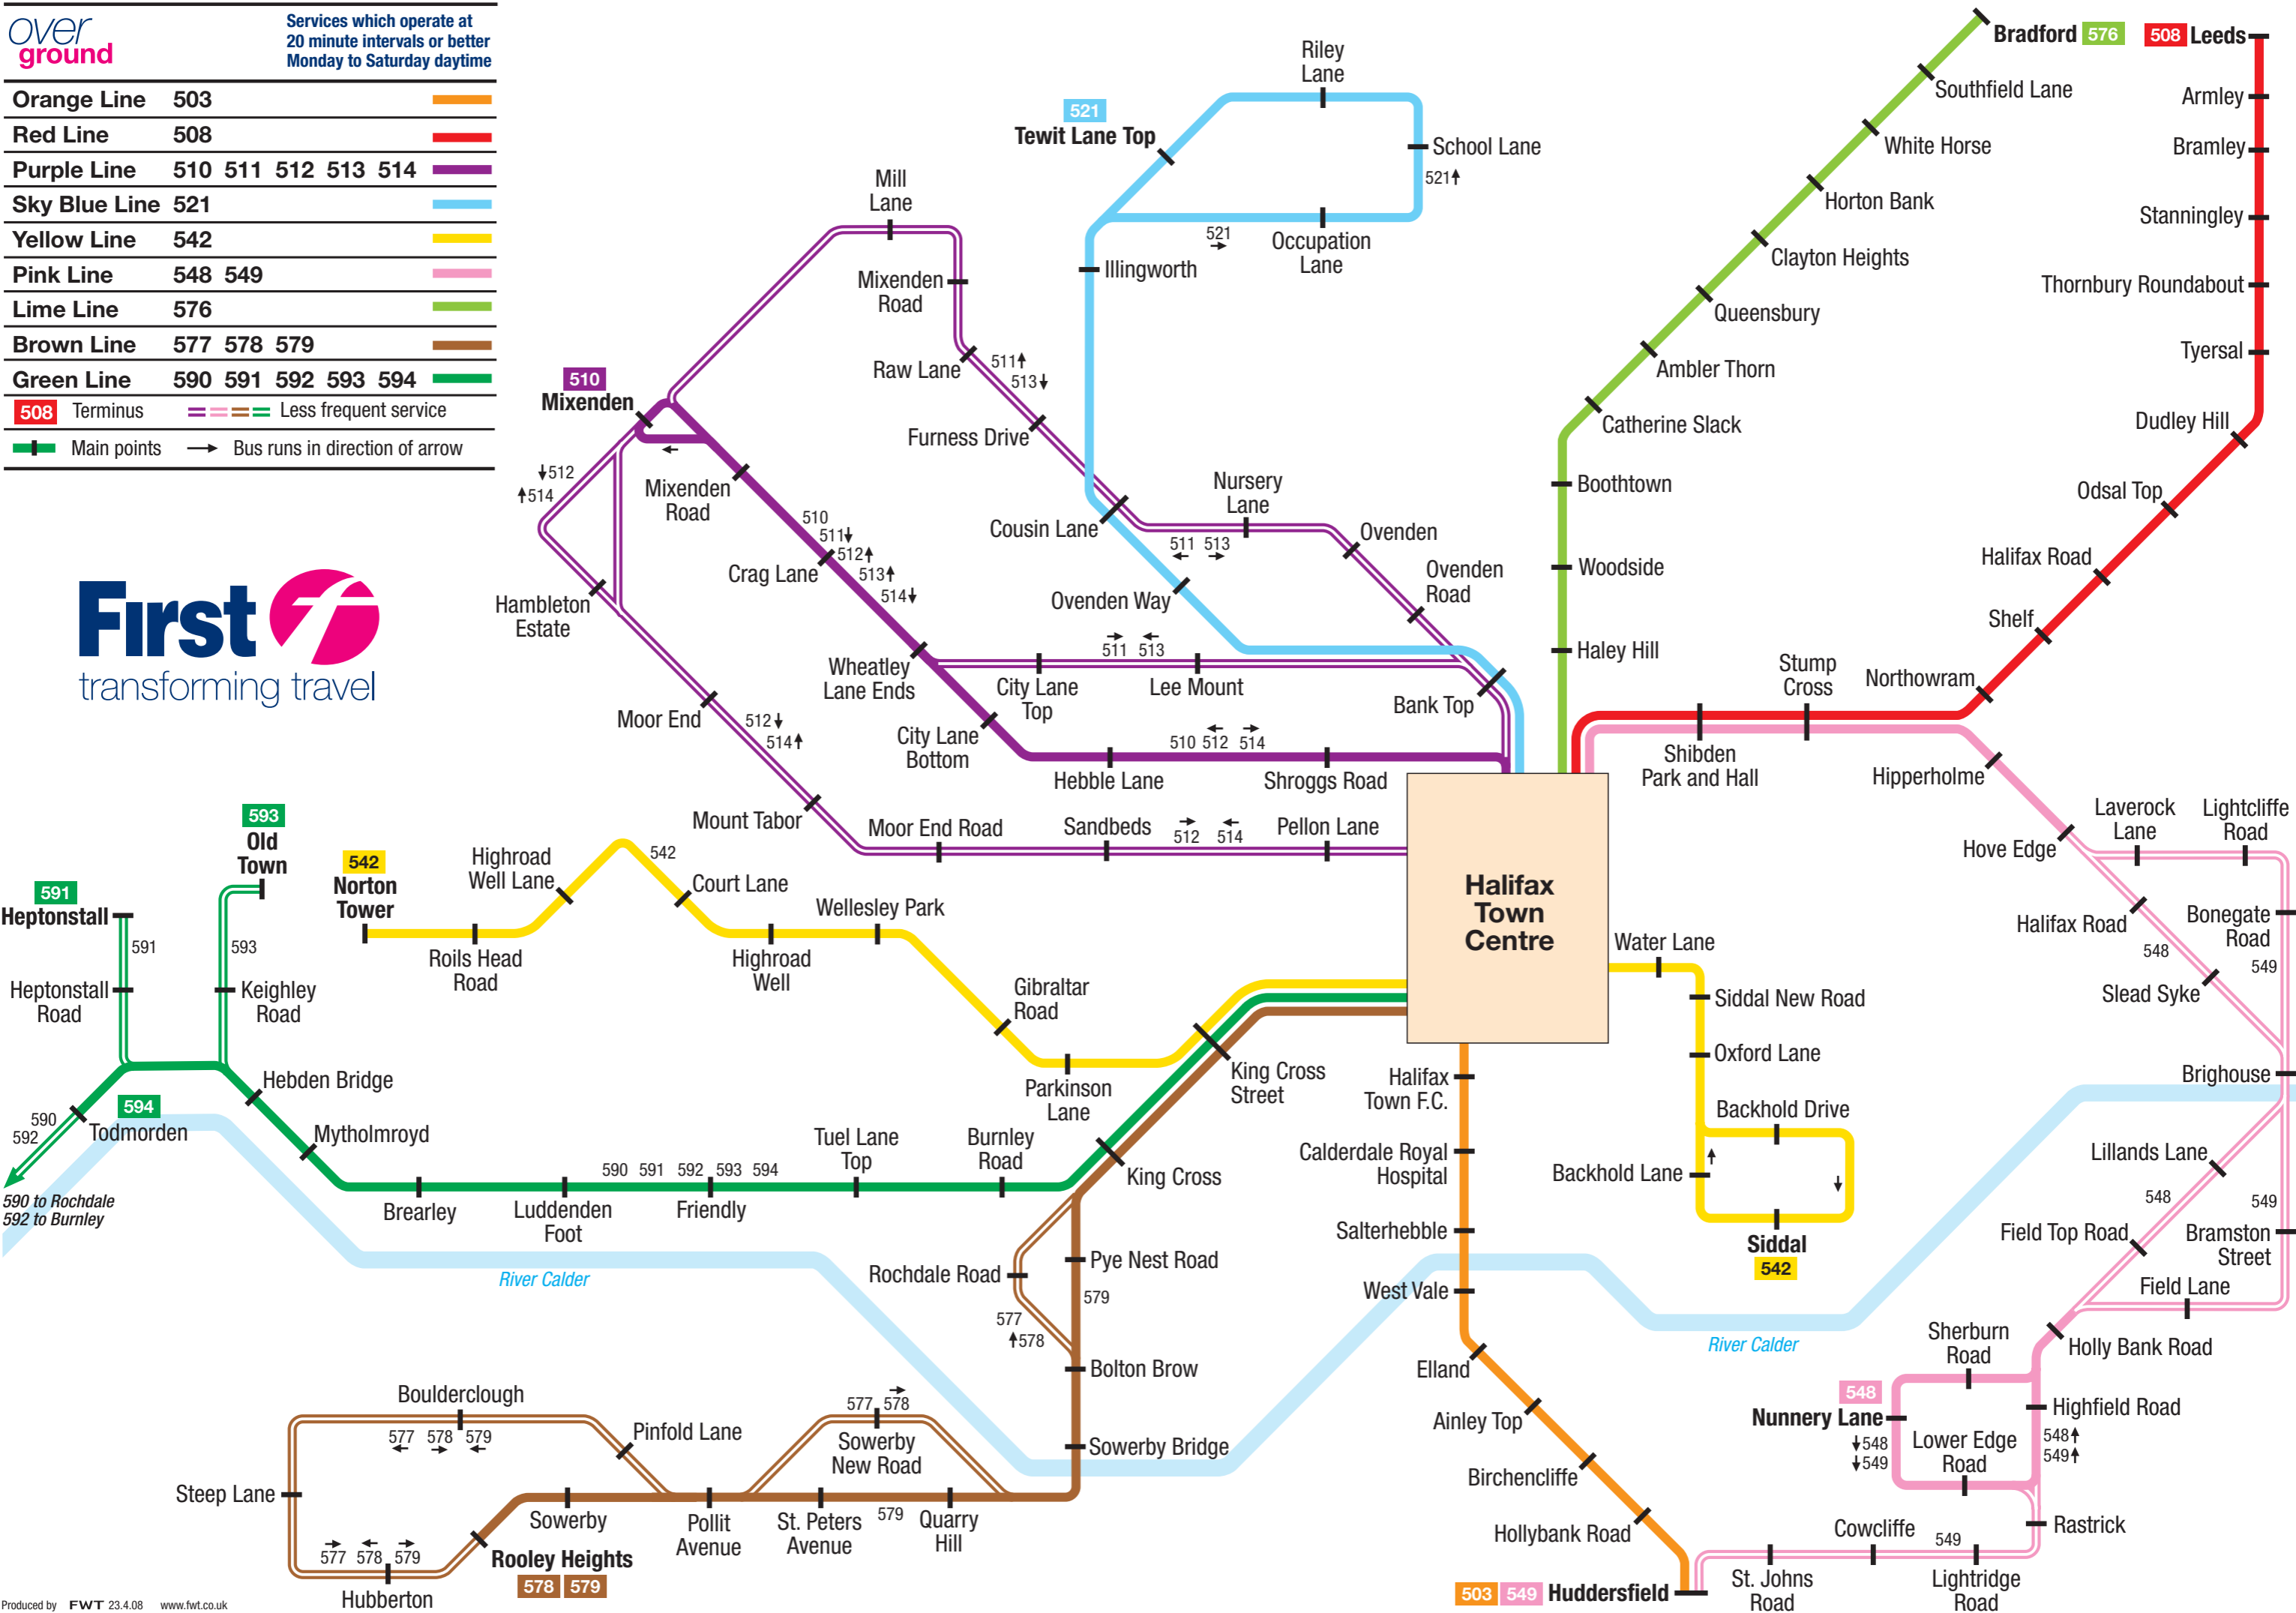 over
ground
Services which operate at
20 minute intervals or better
Monday to Saturday daytime
Orange Line 503
Red Line 508
Purple Line 510 511 512 513 514
Sky Blue Line 521
Yellow Line 542
Pink Line 548 549
Lime Line 576
Brown Line 577 578 579
Green Line 590 591 592 593 594
508 Terminus
Less frequent service
Main points
Bus runs in direction of arrow
First
transforming travel
521
Tewit Lane Top
Riley
Lane
School Lane
521
521
Occupation
Lane
Illingworth
Mill
Lane
Mixenden
Road
Raw Lane
511
513
Furness Drive
510
Mixenden
512
514
Mixenden
Road
510
511
512
513
514
Crag Lane
Cousin Lane
Nursery
Lane
511 513
Ovenden
Ovenden
Road
Ovenden Way
Hambleton
Estate
Wheatley
Lane Ends
511 513
City Lane
Top
Lee Mount
Bank Top
Moor End
512
514
City Lane
Bottom
510 512 514
Hebble Lane
Shroggs Road
Mount Tabor
Moor End Road
Sandbeds
512 514
Pellon Lane
Bradford 576
Southfield Lane
White Horse
Horton Bank
Clayton Heights
Queensbury
Ambler Thorn
Catherine Slack
Boothtown
Woodside
Haley Hill
508 Leeds
Armley
Bramley
Stanningley
Thornbury Roundabout
Tyersal
Dudley Hill
Odsal Top
Halifax Road
Shelf
Northowram
Stump
Cross
Shibden
Park and Hall
Hipperholme
Hove Edge
Laverock
Lane
Lightcliffe
Road
Halifax Road
548
Bonegate
Road
549
Slead Syke
Brighouse
Lillands Lane
548
549
Field Top Road
Bramston
Street
Field Lane
Holly Bank Road
Sherburn
Road
548
Nunnery Lane
548
549
Lower Edge
Road
Highfield Road
548
549
Rastrick
Cowcliffe
549
St. Johns
Road
Lightridge
Road
Halifax
Town
Centre
Water Lane
Siddal New Road
Oxford Lane
Backhold Drive
Backhold Lane
Siddal
542
Halifax
Town F.C.
Calderdale Royal
Hospital
Salterhebble
West Vale
River Calder
Elland
Ainley Top
Birchencliffe
Hollybank Road
503 549 Huddersfield
593
Old
Town
591
Heptonstall
591
593
Heptonstall
Road
Keighley
Road
542
Norton
Tower
Highroad
Well Lane
542
Court Lane
Roils Head
Road
Highroad
Well
Wellesley Park
Gibraltar
Road
Parkinson
Lane
King Cross
Street
Hebden Bridge
594
Todmorden
590
592
590 to Rochdale
592 to Burnley
Mytholmroyd
Brearley
Luddenden
Foot
590 591 592 593 594
Friendly
Tuel Lane
Top
Burnley
Road
King Cross
River Calder
Rochdale Road
Pye Nest Road
579
577
578
Bolton Brow
Sowerby Bridge
Boulderclough
577 578 579
Pinfold Lane
577 578
Sowerby
New Road
Steep Lane
Sowerby
Pollit
Avenue
St. Peters
Avenue
579
Quarry
Hill
577 578 579
Hubberton
Rooley Heights
578 579
Produced by FWT 23.4.08 www.fwt.co.uk